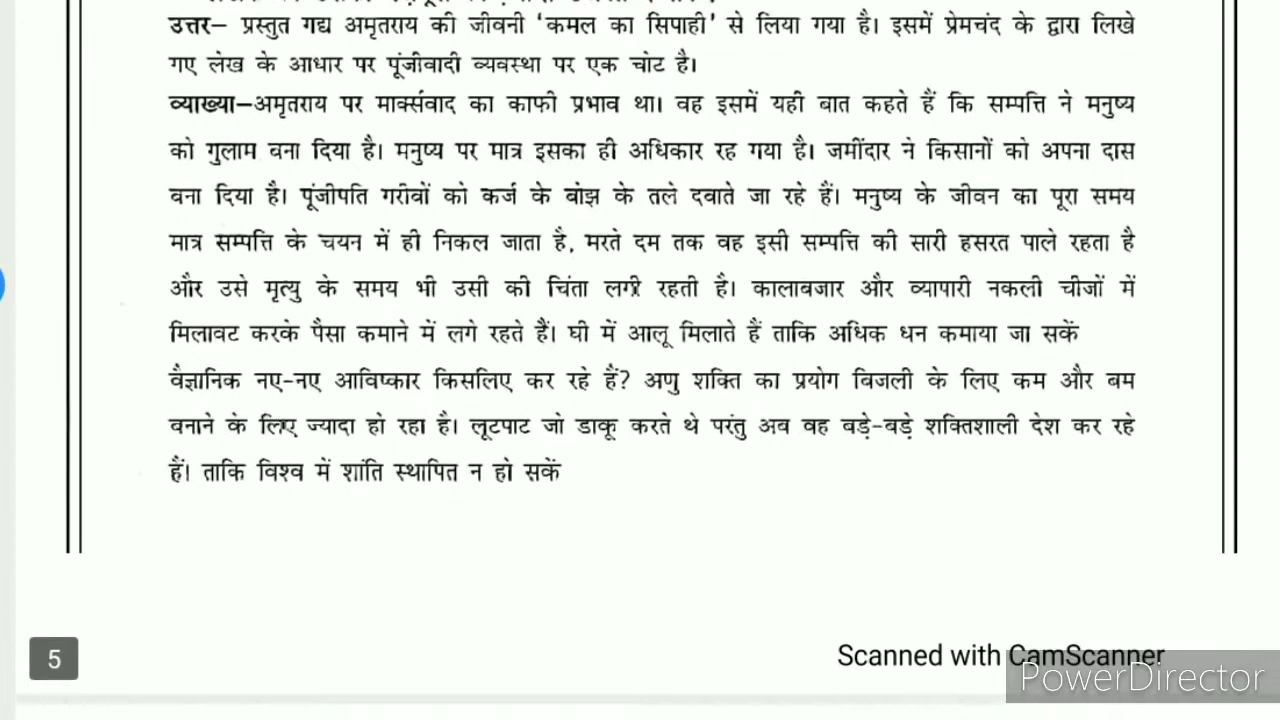 उत्तर– प्रस्तुत गद्य अमृतराय की जीवनी 'कमल का सिपाही' से लिया गया है। इसमें प्रेमचंद के द्वारा लिखे
गए लेख के आधार पर पूंजीवादी व्यवस्था पर एक चोट है।
व्याख्या–अमृतराय पर मार्क्सवाद का काफी प्रभाव था। वह इसमें यही बात कहते हैं कि सम्पत्ति ने मनुष्य
को गुलाम बना दिया है। मनुष्य पर मात्र इसका ही अधिकार रह गया है। जमींदार ने किसानों को अपना दास
बना दिया है। पूंजीपति गरीबों को कर्ज के बोझ के तले दबाते जा रहे हैं। मनुष्य के जीवन का पूरा समय
मात्र सम्पत्ति के चयन में ही निकल जाता है, मरते दम तक वह इसी सम्पत्ति की सारी हसरत पाले रहता है
और उसे मृत्यु के समय भी उसी की चिंता लगी रहती है। कालाबजार और व्यापारी नकली चीजों में
मिलावट करके पैसा कमाने में लगे रहते हैं। घी में आलू मिलाते हैं ताकि अधिक धन कमाया जा सकें
वैज्ञानिक नए-नए आविष्कार किसलिए कर रहे हैं? अणु शक्ति का प्रयोग बिजली के लिए कम और बम
बनाने के लिए ज्यादा हो रहा है। लूटपाट जो डाकू करते थे परंतु अब वह बड़े-बड़े शक्तिशाली देश कर रहे
हैं। ताकि विश्व में शांति स्थापित न हो सकें
5
Scanned with CamScanner
PowerDirector